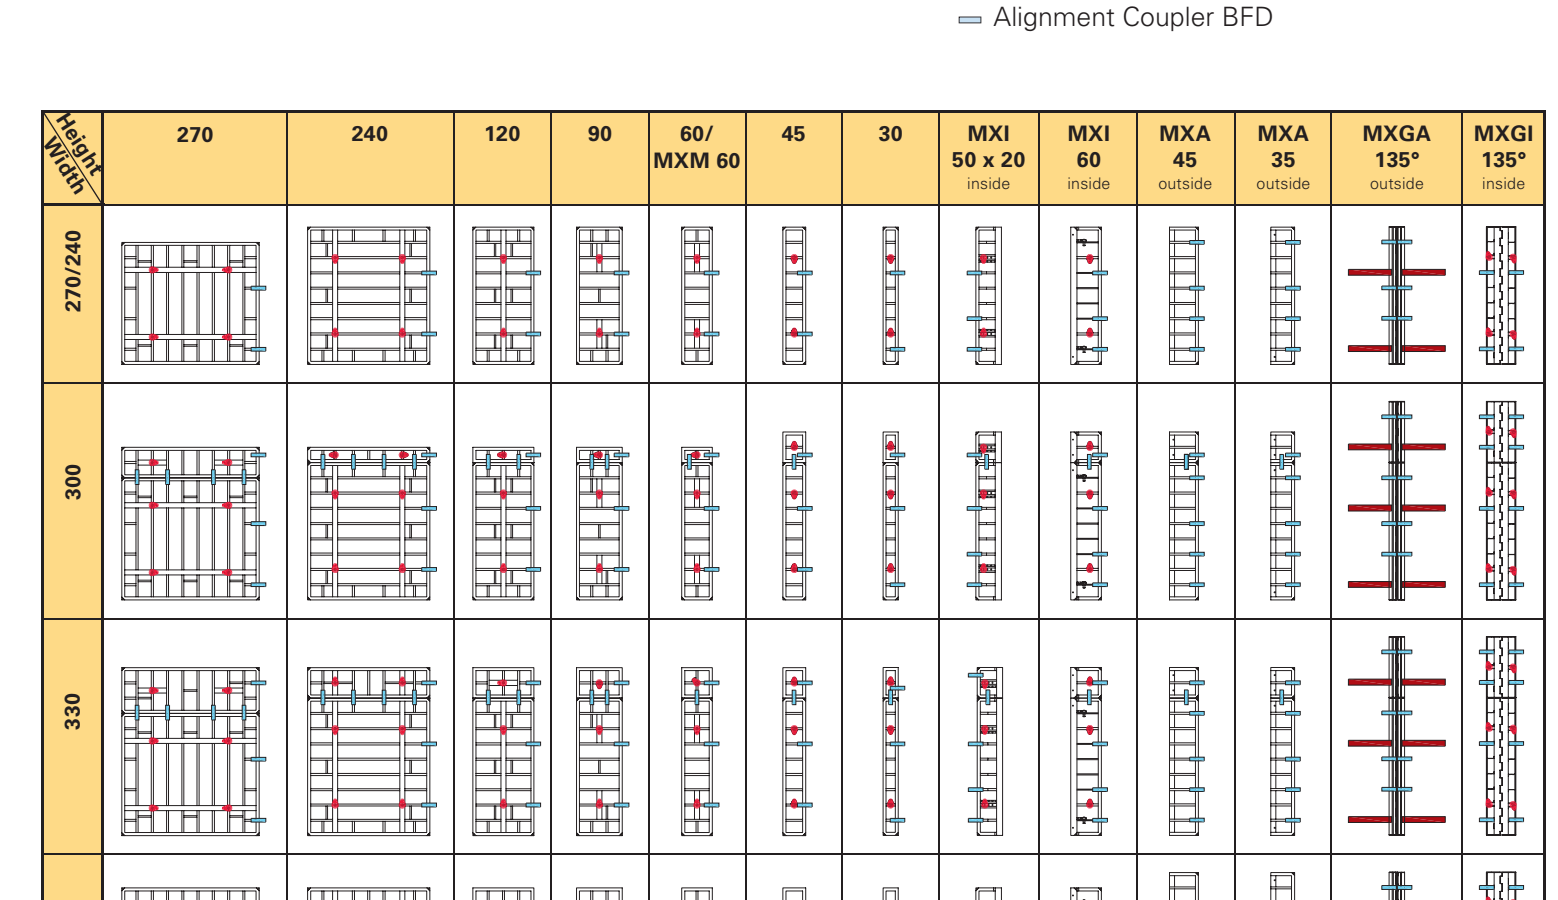 Alignment Coupler BFD
Height
Width
270
240
120
90
60/
MXM 60
45
30
MXI
50 x 20
inside
MXI
60
inside
MXA
45
outside
MXA
35
outside
MXGA
135°
outside
MXGI
135°
inside
270/240
300
330